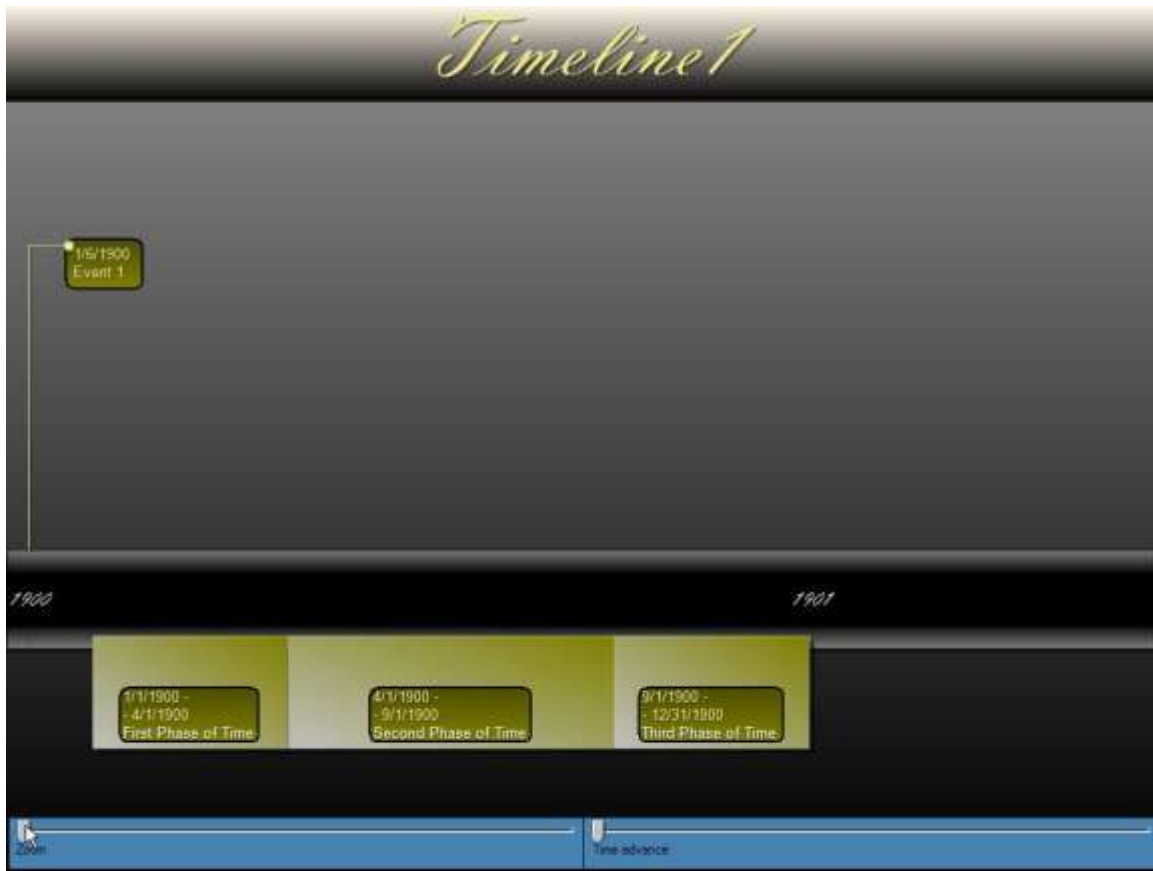 Timeline1
1/6/1900
Event 1
1900
1901
1/1/1900 -
- 4/1/1900
First Phase of Time
4/1/1900 -
- 9/1/1900
Second Phase of Time
9/1/1900 -
- 12/31/1900
Third Phase of Time
Zoom
Time advance